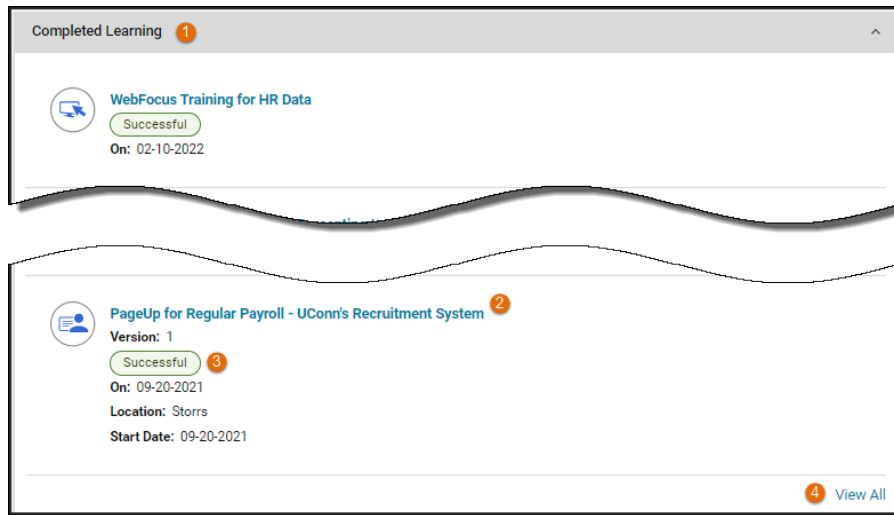 Completed Learning 1
WebFocus Training for HR Data
Successful
On: 02-10-2022
PageUp for Regular Payroll - UConn's Recruitment System 2
Version: 1
Successful 3
On: 09-20-2021
Location: Storrs
Start Date: 09-20-2021
4 View All